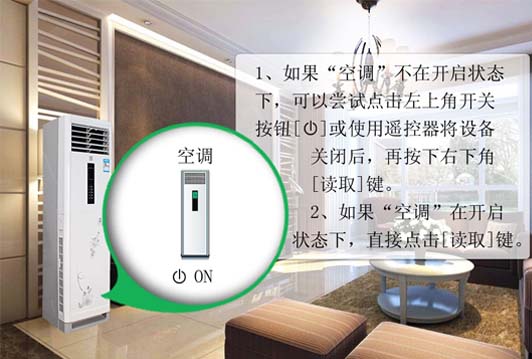 1、如果“空调”不在开启状态
下，可以尝试点击左上角开关
按钮[⏻]或使用遥控器将设备
关闭后，再按下右下角
[读取]键。
2、如果“空调”在开启
状态下，直接点击[读取]键。
空调
⏻ ON